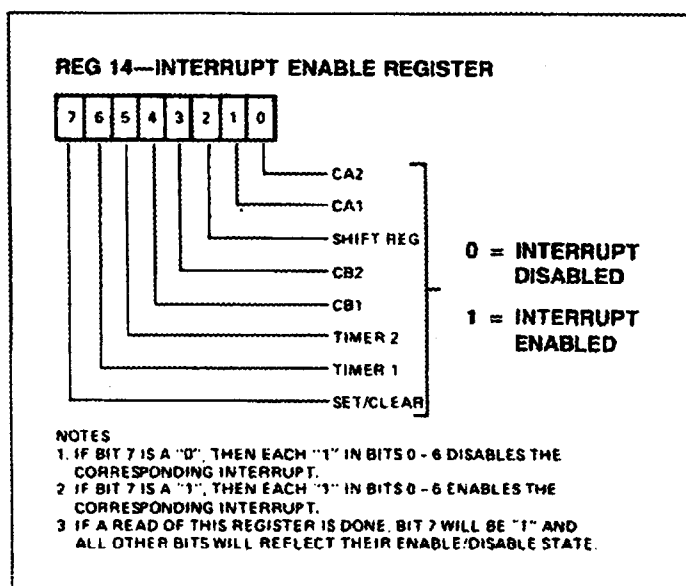 REG 14—INTERRUPT ENABLE REGISTER
7 6 5 4 3 2 1 0
CA2
CA1
SHIFT REG
CB2
CB1
TIMER 2
TIMER 1
SET/CLEAR
0 = INTERRUPT
DISABLED
1 = INTERRUPT
ENABLED
NOTES
1. IF BIT 7 IS A "0", THEN EACH "1" IN BITS 0 - 6 DISABLES THE
CORRESPONDING INTERRUPT.
2 IF BIT 7 IS A "1", THEN EACH "1" IN BITS 0 - 6 ENABLES THE
CORRESPONDING INTERRUPT.
3 IF A READ OF THIS REGISTER IS DONE, BIT 7 WILL BE "1" AND
ALL OTHER BITS WILL REFLECT THEIR ENABLE/DISABLE STATE.